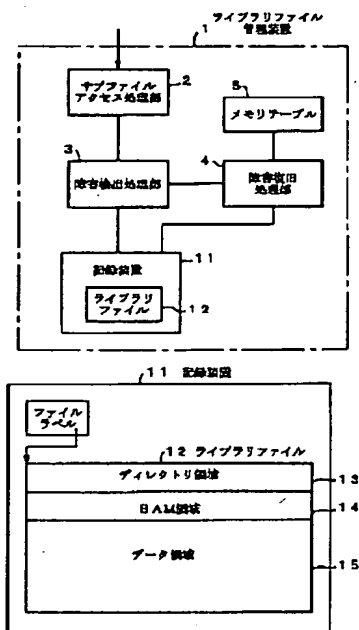 1
ライブラリファイル
管理装置
サブファイル
アクセス処理部
2
5
メモリテーブル
3
障害検出処理部
4
障害復旧
処理部
11
記録装置
ライブラリ
ファイル
12
11 記録装置
ファイル
ラベル
12 ライブラリファイル
ディレクトリ領域
13
BAM領域
14
データ領域
15